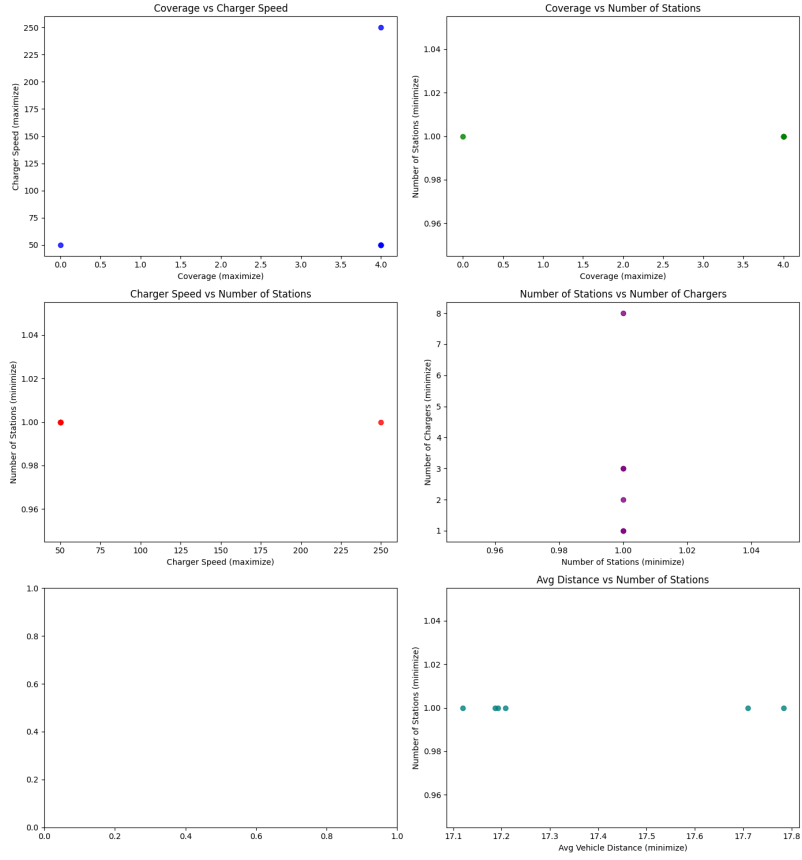 Coverage vs Charger Speed
250
225
200
175
150
125
100
75
50
Charger Speed (maximize)
0.0 0.5 1.0 1.5 2.0 2.5 3.0 3.5 4.0
Coverage (maximize)
Coverage vs Number of Stations
1.04
1.02
1.00
0.98
0.96
Number of Stations (minimize)
0.0 0.5 1.0 1.5 2.0 2.5 3.0 3.5 4.0
Coverage (maximize)
Charger Speed vs Number of Stations
1.04
1.02
1.00
0.98
0.96
Number of Stations (minimize)
50 75 100 125 150 175 200 225 250
Charger Speed (maximize)
Number of Stations vs Number of Chargers
8
7
6
5
4
3
2
1
Number of Chargers (minimize)
0.96 0.98 1.00 1.02 1.04
Number of Stations (minimize)
1.0
0.8
0.6
0.4
0.2
0.0
0.0 0.2 0.4 0.6 0.8 1.0
Avg Distance vs Number of Stations
1.04
1.02
1.00
0.98
0.96
Number of Stations (minimize)
17.1 17.2 17.3 17.4 17.5 17.6 17.7 17.8
Avg Vehicle Distance (minimize)